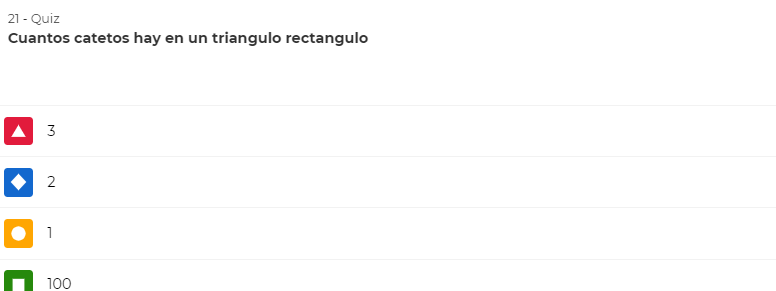 21 - Quiz
Cuantos catetos hay en un triangulo rectangulo
3
2
1
100